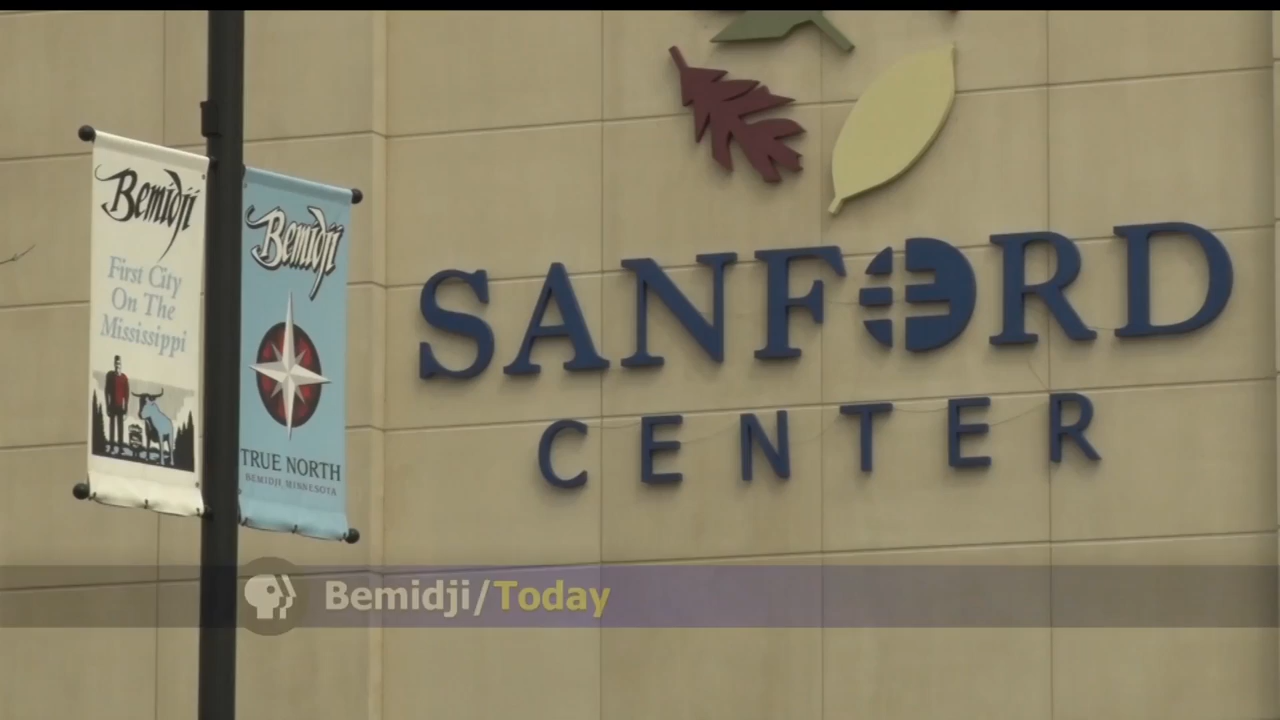 Bemidji
First City
On The
Mississippi
Bemidji
TRUE NORTH
BEMIDJI, MINNESOTA
SANFORD
CENTER
Bemidji/Today